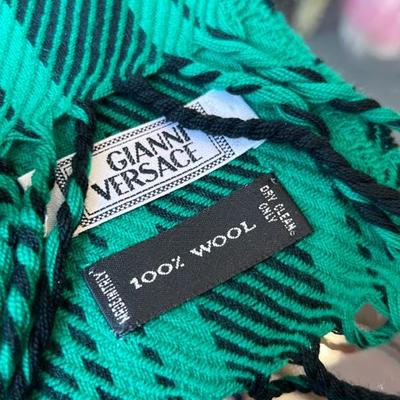 GIANNI
VERSACE
100% WOOL
DRY CLEAN
ONLY
MADE IN ITALY